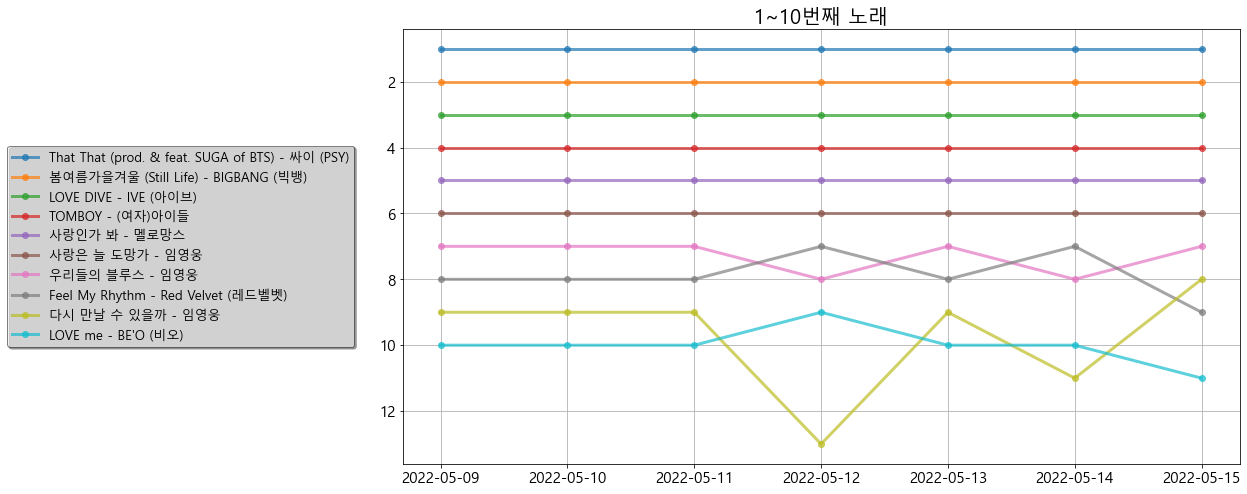 1~10번째 노래
That That (prod. & feat. SUGA of BTS) - 싸이 (PSY)
봄여름가을겨울 (Still Life) - BIGBANG (빅뱅)
LOVE DIVE - IVE (아이브)
TOMBOY - (여자)아이들
사랑인가 봐 - 멜로망스
사랑은 늘 도망가 - 임영웅
우리들의 블루스 - 임영웅
Feel My Rhythm - Red Velvet (레드벨벳)
다시 만날 수 있을까 - 임영웅
LOVE me - BE'O (비오)
2
4
6
8
10
12
2022-05-09 2022-05-10 2022-05-11 2022-05-12 2022-05-13 2022-05-14 2022-05-15